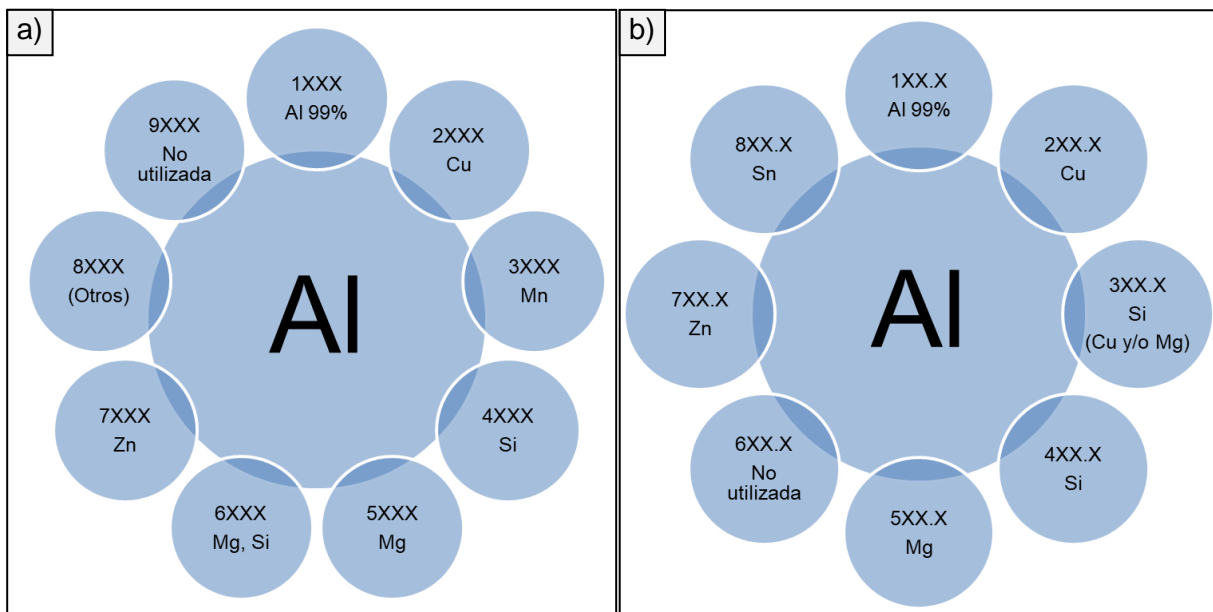 a)
1XXX
Al 99%
2XXX
Cu
3XXX
Mn
4XXX
Si
5XXX
Mg
6XXX
Mg, Si
7XXX
Zn
8XXX
(Otros)
9XXX
No
utilizada
Al
b)
1XX.X
Al 99%
2XX.X
Cu
3XX.X
Si
(Cu y/o Mg)
4XX.X
Si
5XX.X
Mg
6XX.X
No
utilizada
7XX.X
Zn
8XX.X
Sn
Al